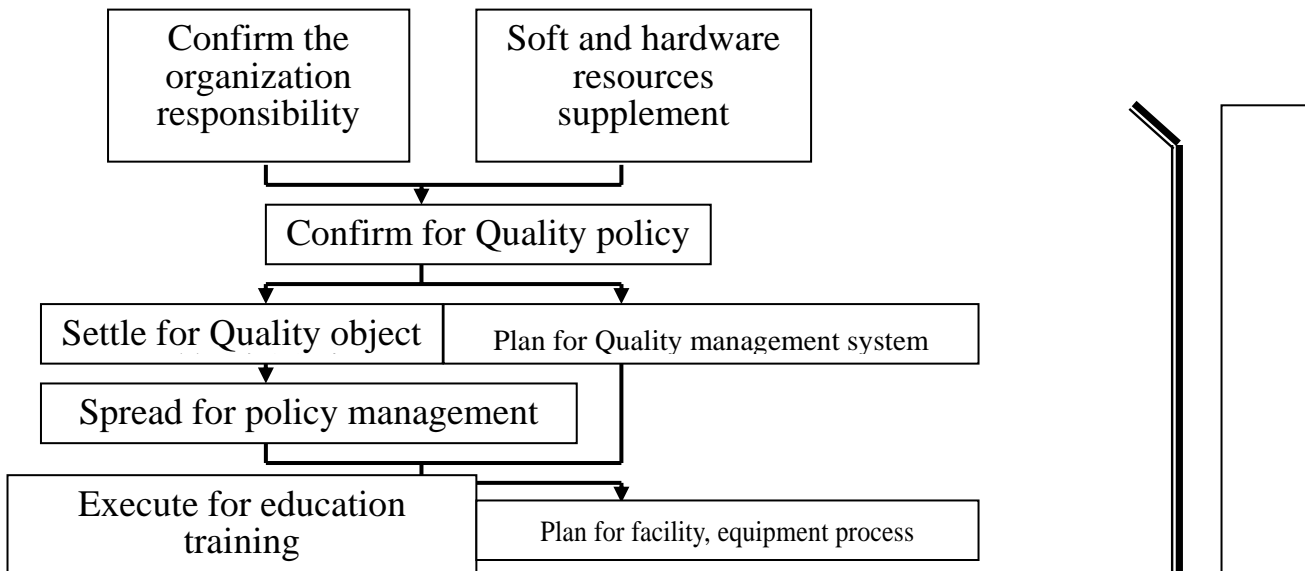 Confirm the
organization
responsibility
Soft and hardware
resources
supplement
Confirm for Quality policy
Settle for Quality object
Plan for Quality management system
Spread for policy management
Execute for education
training
Plan for facility, equipment process